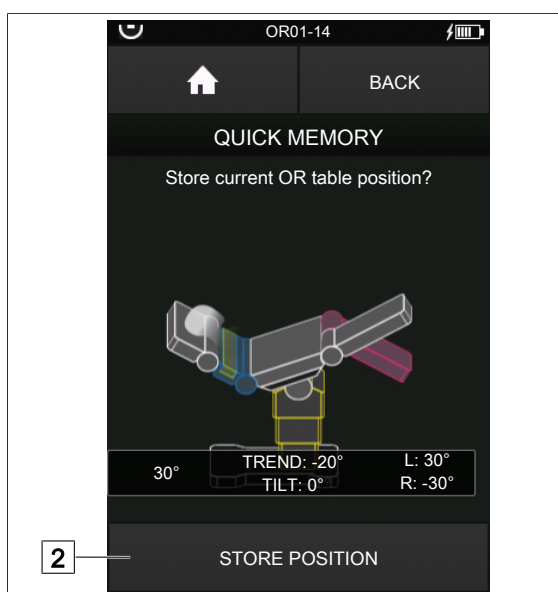 OR01-14
BACK
QUICK MEMORY
Store current OR table position?
30° TREND: -20° L: 30°
TILT: 0° R: -30°
2 STORE POSITION